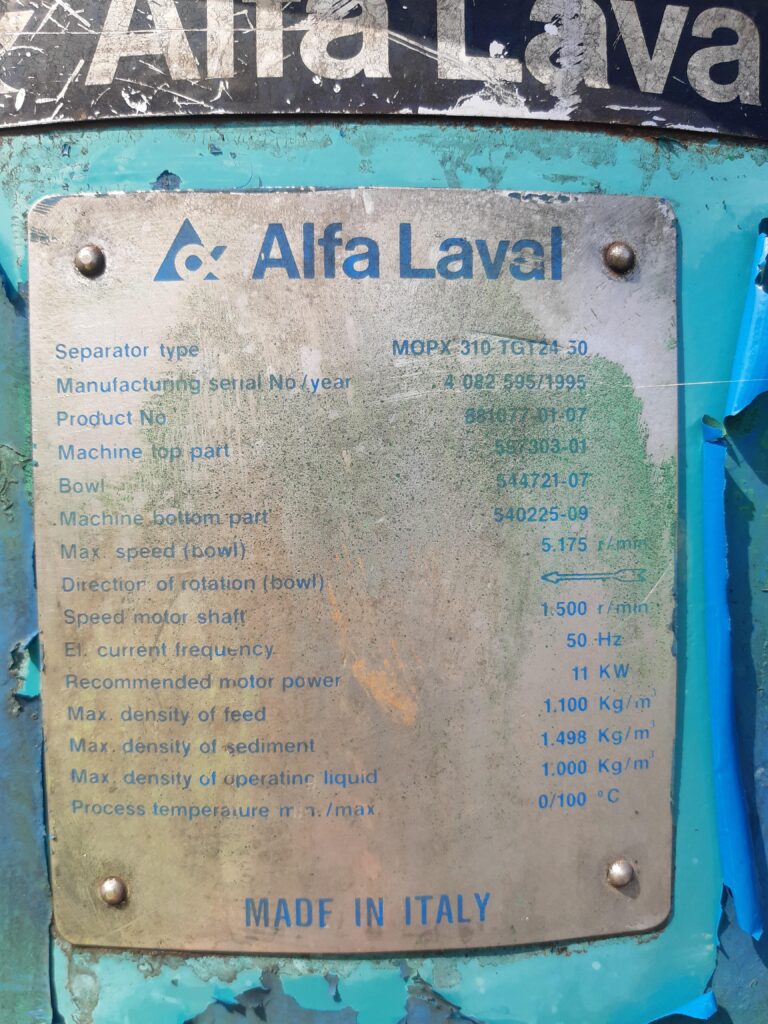 Alfa Lava
Alfa Laval
Separator type MOPX 310 TGT24-50
Manufacturing serial No/year 4 082 595/1995
Product No 881077-01-07
Machine top part 557303-01
Bowl 544721-07
Machine bottom part 540225-09
Max. speed (bowl) 5.175 r/min
Direction of rotation (bowl)
Speed motor shaft 1.500 r/min
El. current frequency 50 Hz
Recommended motor power 11 KW
Max. density of feed 1.100 Kg/m³
Max. density of sediment 1.498 Kg/m³
Max. density of operating liquid 1.000 Kg/m³
Process temperature min./max. 0/100 °C
MADE IN ITALY